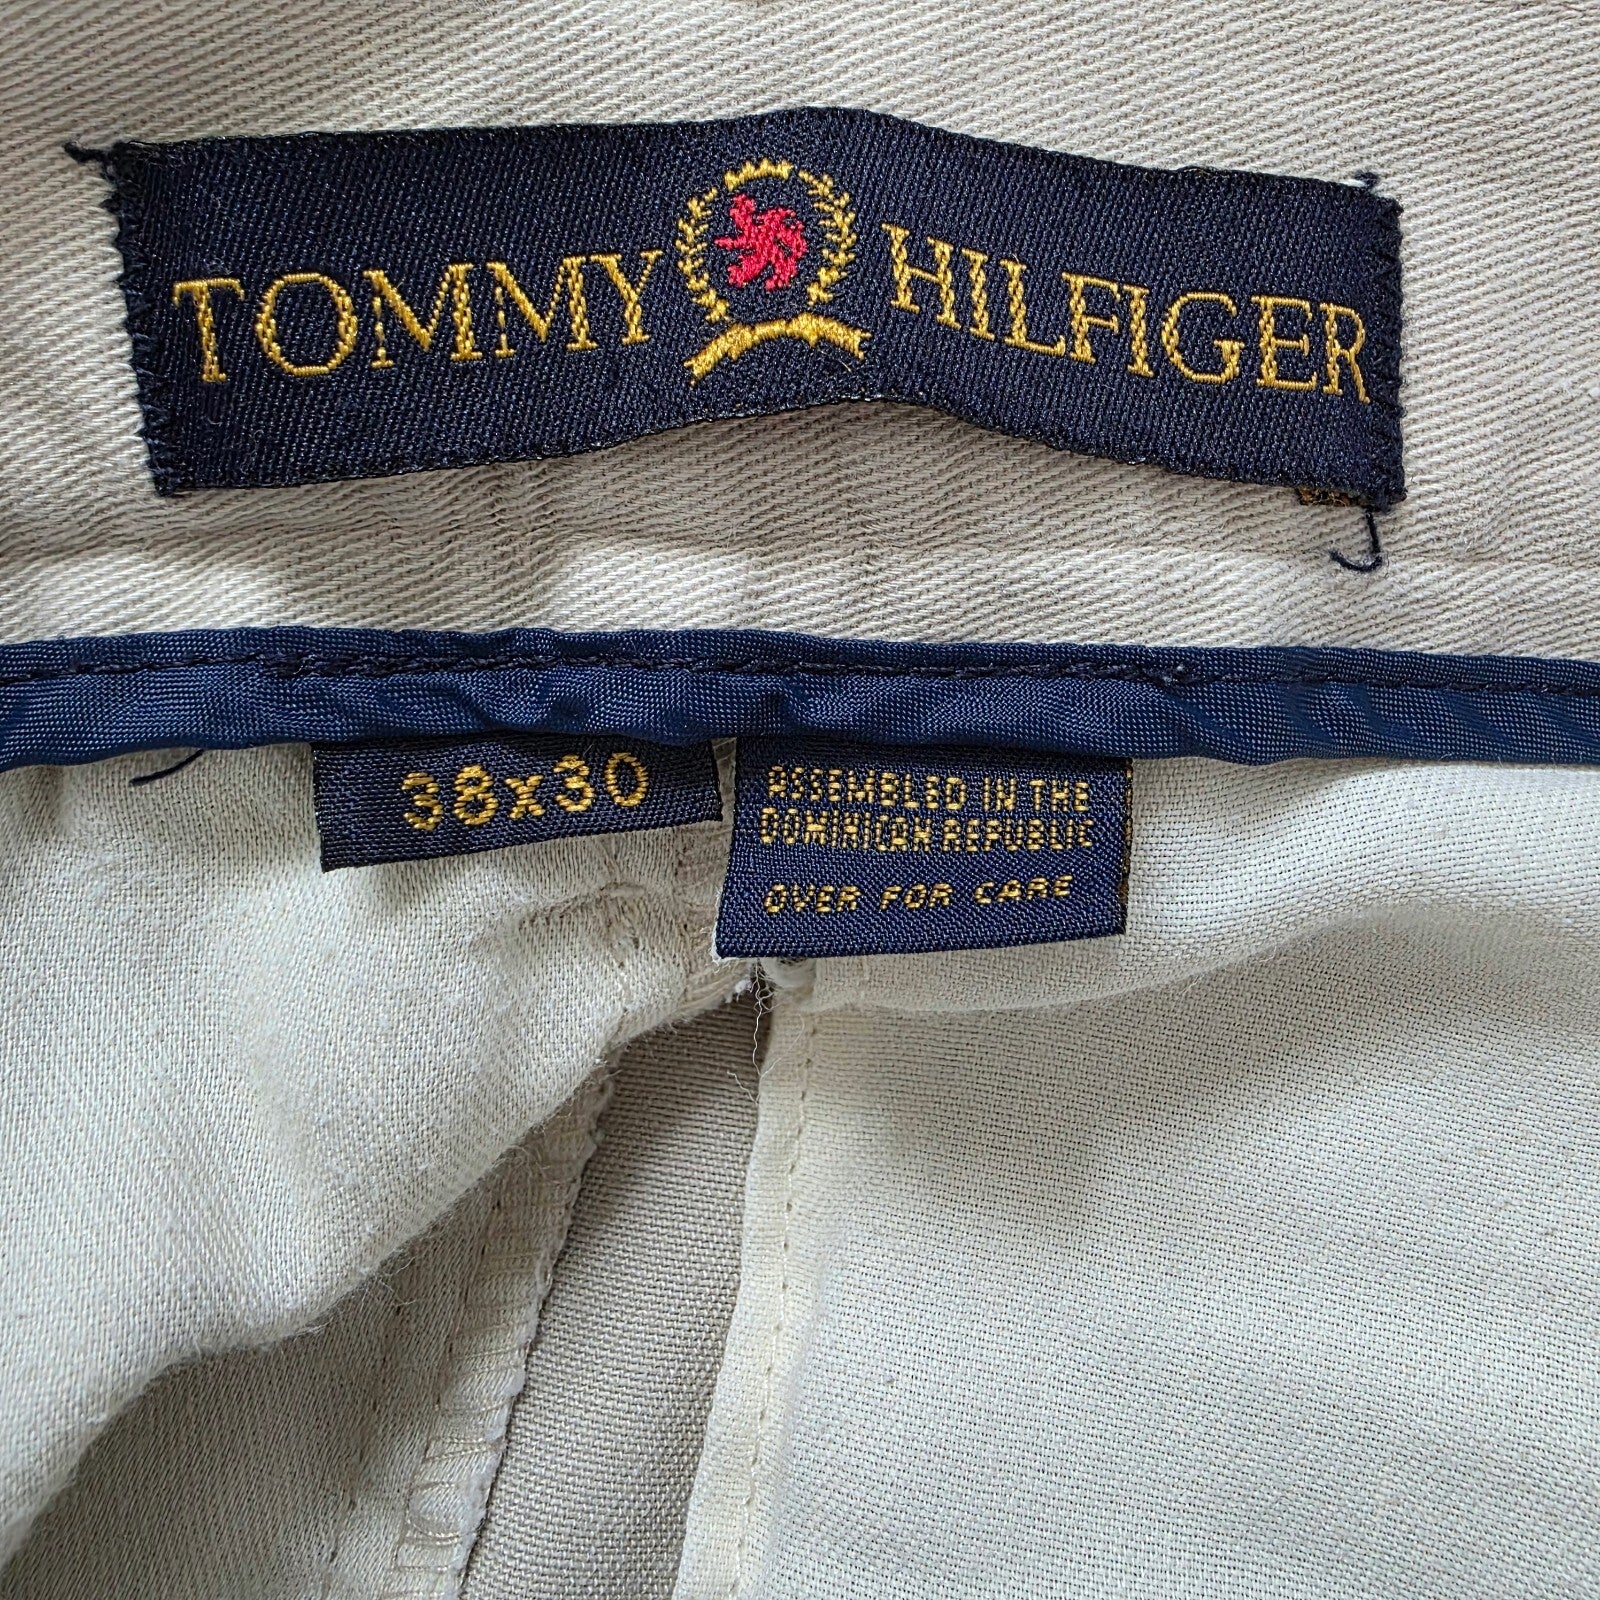 TOMMY HILFIGER
38x30
ASSEMBLED IN THE
DOMINICAN REPUBLIC
OVER FOR CARE